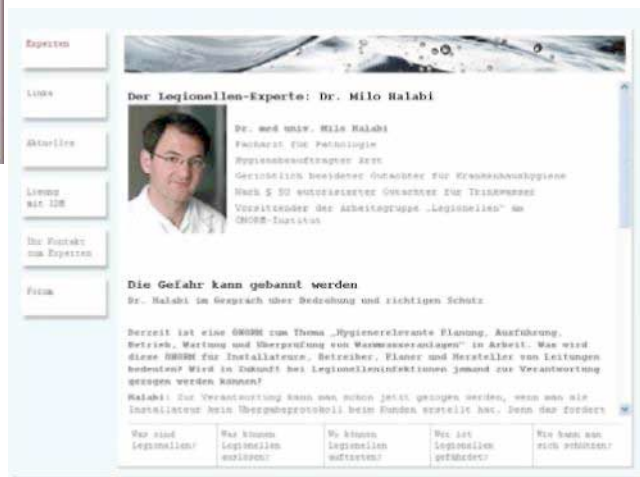 Experten
Links
Aktuelles
Lösung
mit IDM
Ihr Kontakt
zum Experten
Forum
Der Legionellen-Experte: Dr. Milo Halabi
Dr. med univ. Milo Halabi
Facharzt für Pathologie
Hygienebeauftragter Arzt
Gerichtlich beeideter Gutachter für Krankenhaushygiene
Nach § 50 autorisierter Gutachter für Trinkwasser
Vorsitzender der Arbeitsgruppe „Legionellen" am
ÖNORM-Institut
Die Gefahr kann gebannt werden
Dr. Halabi im Gespräch über Bedrohung und richtigen Schutz
Derzeit ist eine ÖNORM zum Thema „Hygienerelevante Planung, Ausführung,
Betrieb, Wartung und Überprüfung von Warmwasseranlagen" in Arbeit. Was wird
diese ÖNORM für Installateure, Betreiber, Planer und Hersteller von Leitungen
bedeuten? Wird in Zukunft bei Legionelleninfektionen jemand zur Verantwortung
gezogen werden können?
Halabi: Zur Verantwortung kann man schon jetzt gezogen werden, wenn man als
Installateur kein Übergabeprotokoll beim Kunden erstellt hat. Denn das fordert
Was sind
Legionellen?
Was können
Legionellen
auslösen?
Wo können
Legionellen
auftreten?
Wer ist
Legionellen
gefährdet?
Wie kann man
sich schützen?